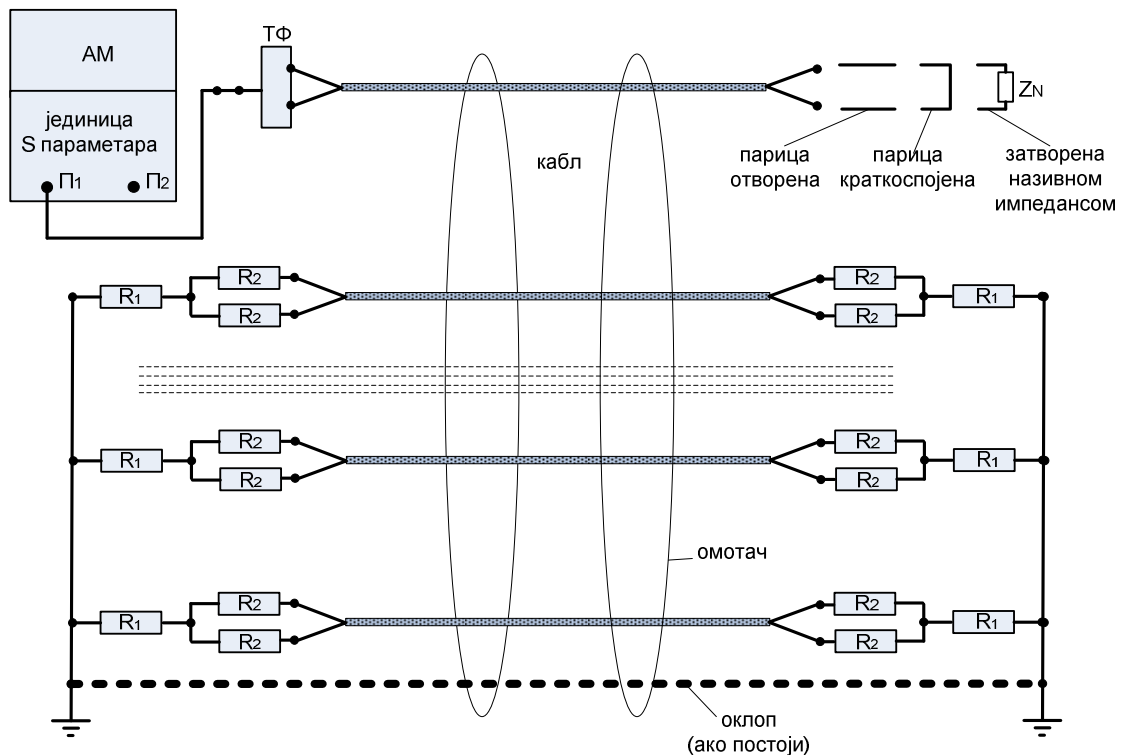 АМ
јединица
S параметара
П1
П2
ТФ
кабл
парица
отворена
парица
краткоспојена
затворена
називном
импедансом
ZN
R1
R2
R2
R2
R2
R1
R1
R2
R2
R2
R2
R1
омотач
R1
R2
R2
R2
R2
R1
оклоп
(ако постоји)